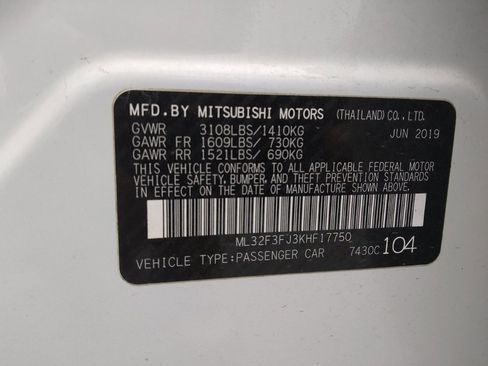 MFD.BY MITSUBISHI MOTORS (THAILAND) CO., LTD.
GVWR 3108LBS/1410KG JUN 2019
GAWR FR 1609LBS/ 730KG
GAWR RR 1521LBS/ 690KG
THIS VEHICLE CONFORMS TO ALL APPLICABLE FEDERAL MOTOR
VEHICLE SAFETY, BUMPER AND THEFT PREVENTION STANDARDS
IN EFFECT ON THE DATE OF MANUFACTURE SHOWN ABOVE.
ML32F3FJ3KHF17750
VEHICLE TYPE:PASSENGER CAR 7430C104